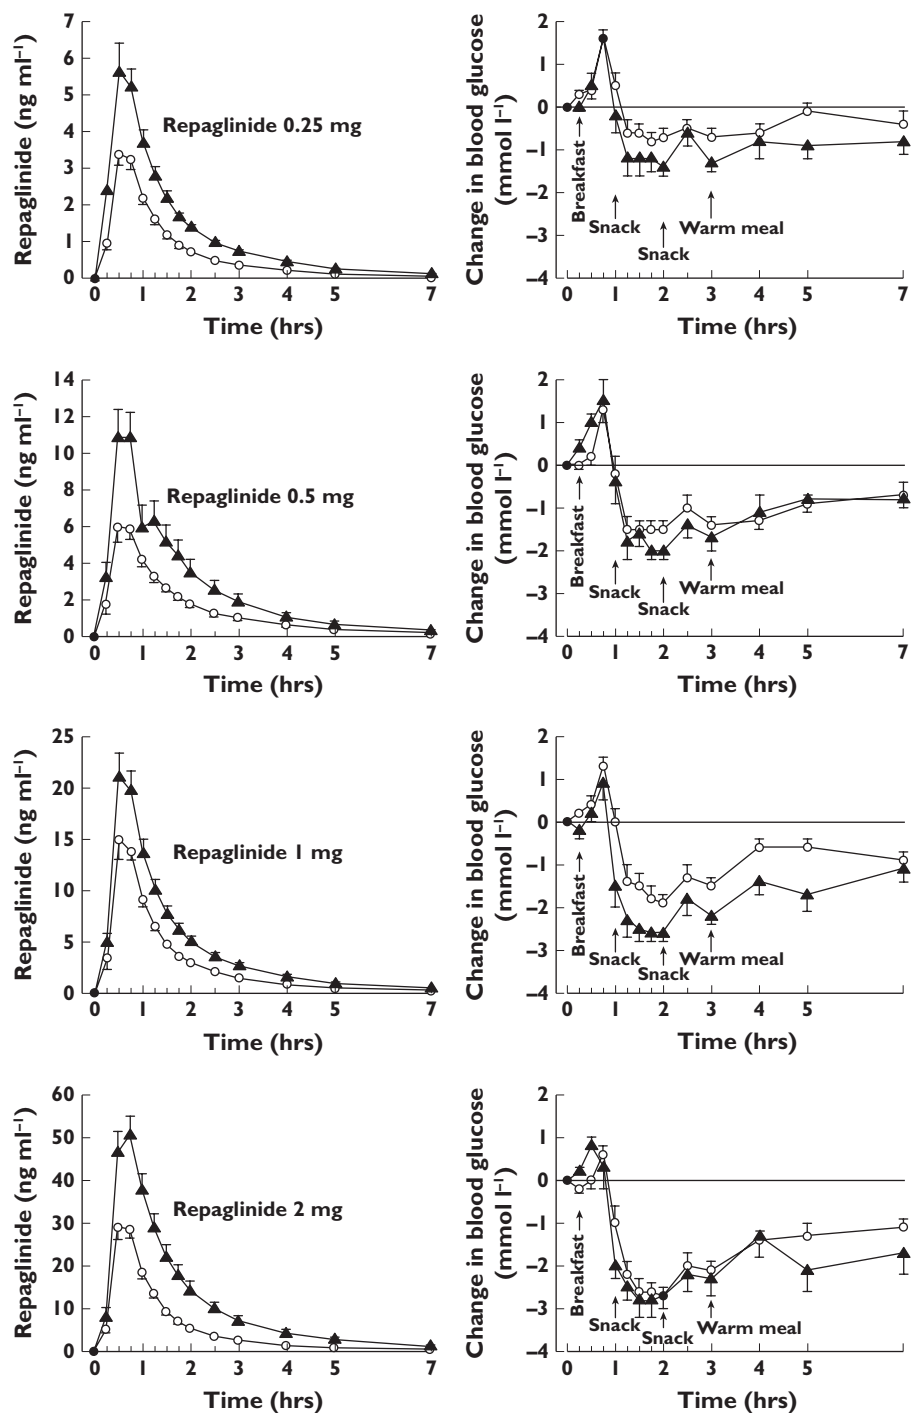 Repaglinide (ng ml⁻¹)
7
6
5
4
3
2
1
0
Repaglinide 0.25 mg
0 1 2 3 4 5 7
Time (hrs)
Change in blood glucose
(mmol l⁻¹)
2
1
0
–1
–2
–3
–4
Breakfast
Snack
Snack
Warm meal
0 1 2 3 4 5 7
Time (hrs)
Repaglinide (ng ml⁻¹)
14
12
10
8
6
4
2
0
Repaglinide 0.5 mg
0 1 2 3 4 5 7
Time (hrs)
Change in blood glucose
(mmol l⁻¹)
2
1
0
–1
–2
–3
–4
Breakfast
Snack
Snack
Warm meal
0 1 2 3 4 5 7
Time (hrs)
Repaglinide (ng ml⁻¹)
25
20
15
10
5
0
Repaglinide 1 mg
0 1 2 3 4 5 7
Time (hrs)
Change in blood glucose
(mmol l⁻¹)
2
1
0
–1
–2
–3
–4
Breakfast
Snack
Snack
Warm meal
0 1 2 3 4 5 7
Time (hrs)
Repaglinide (ng ml⁻¹)
60
50
40
30
20
10
0
Repaglinide 2 mg
0 1 2 3 4 5 7
Time (hrs)
Change in blood glucose
(mmol l⁻¹)
2
1
0
–1
–2
–3
–4
Breakfast
Snack
Snack
Warm meal
0 1 2 3 4 5 7
Time (hrs)